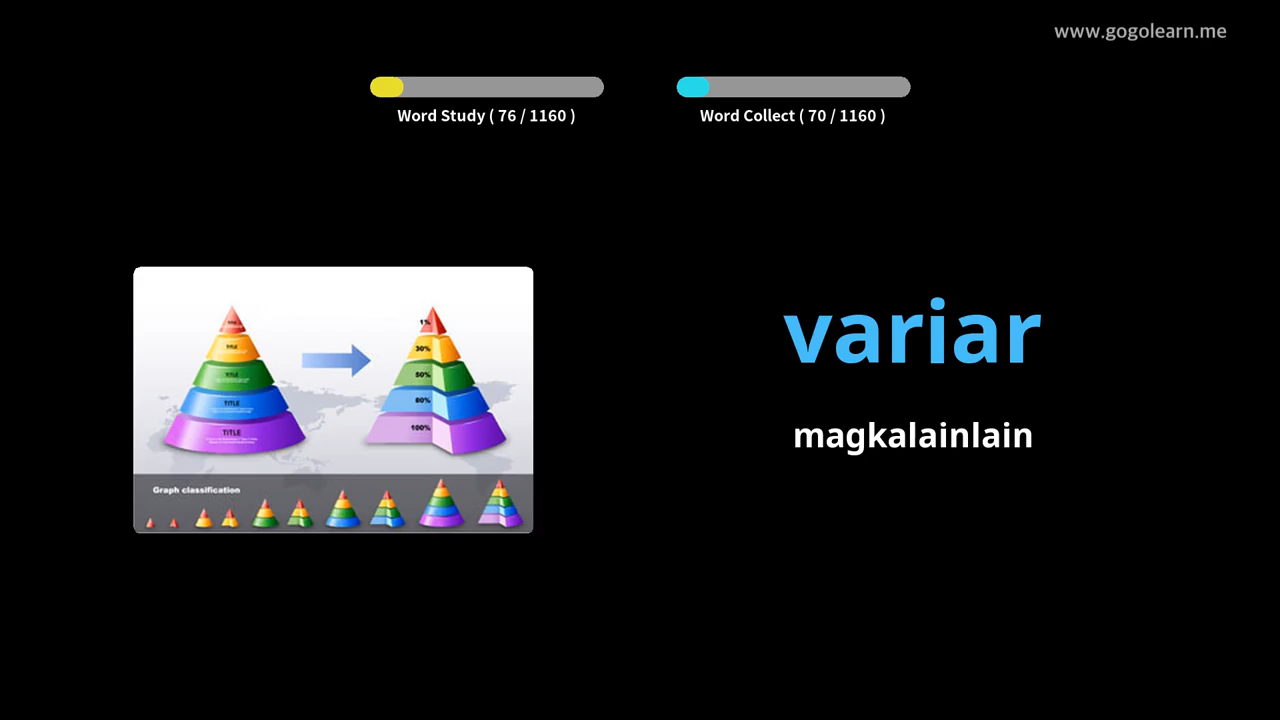 www.gogolearn.me
Word Study ( 76 / 1160 )
Word Collect ( 70 / 1160 )
variar
magkalainlain
TITLE
TITLE
TITLE
TITLE
1%
30%
50%
80%
100%
Graph classification